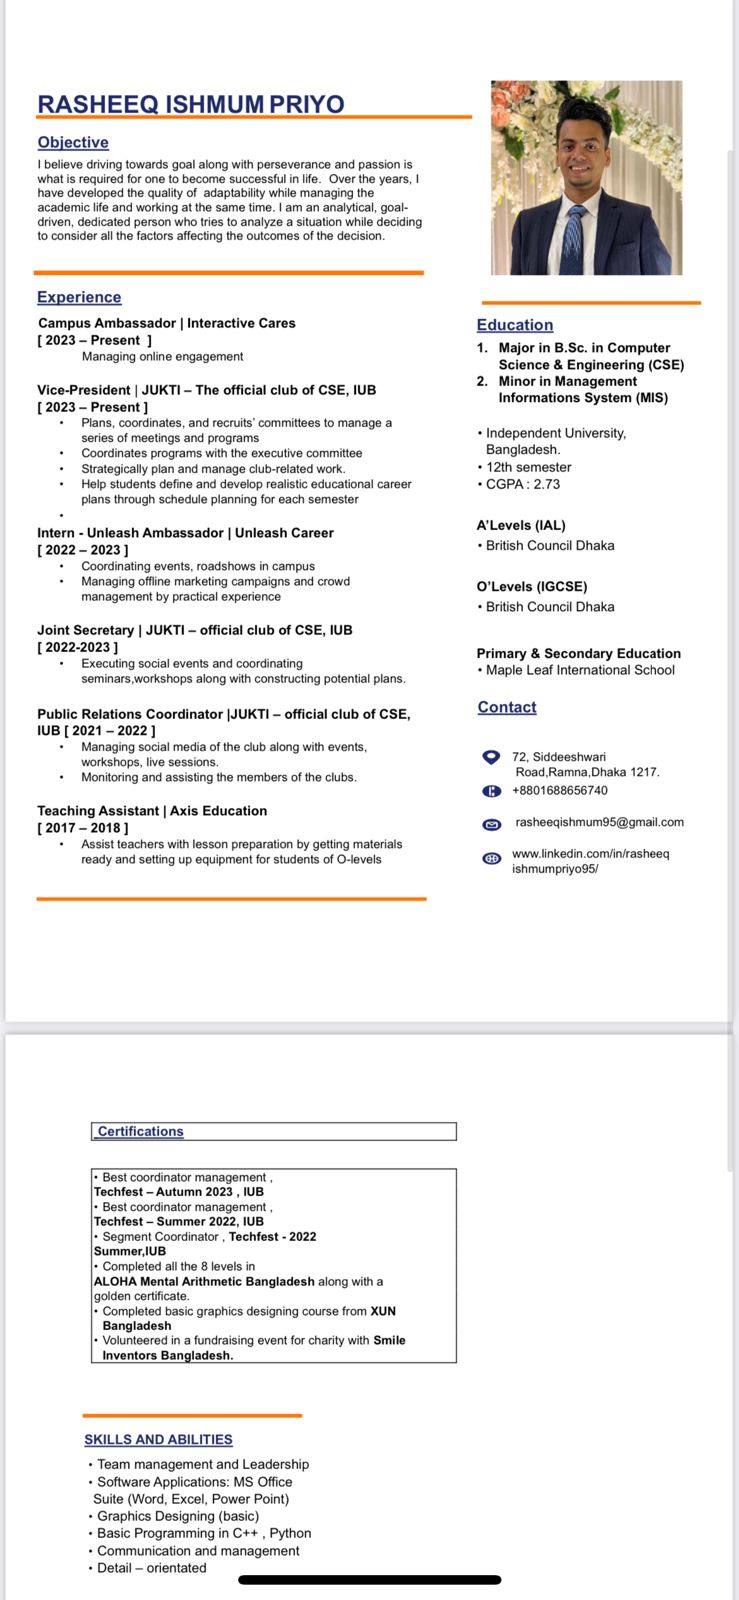 RASHEEQ ISHMUM PRIYO
Objective
I believe driving towards goal along with perseverance and passion is
what is required for one to become successful in life. Over the years, I
have developed the quality of adaptability while managing the
academic life and working at the same time. I am an analytical, goal-
driven, dedicated person who tries to analyze a situation while deciding
to consider all the factors affecting the outcomes of the decision.
Experience
Campus Ambassador | Interactive Cares
[ 2023 – Present ]
Managing online engagement
Vice-President | JUKTI – The official club of CSE, IUB
[ 2023 – Present ]
• Plans, coordinates, and recruits’ committees to manage a
series of meetings and programs
• Coordinates programs with the executive committee
• Strategically plan and manage club-related work.
• Help students define and develop realistic educational career
plans through schedule planning for each semester
•
Intern - Unleash Ambassador | Unleash Career
[ 2022 – 2023 ]
• Coordinating events, roadshows in campus
• Managing offline marketing campaigns and crowd
management by practical experience
Joint Secretary | JUKTI – official club of CSE, IUB
[ 2022-2023 ]
• Executing social events and coordinating
seminars,workshops along with constructing potential plans.
Public Relations Coordinator |JUKTI – official club of CSE,
IUB [ 2021 – 2022 ]
• Managing social media of the club along with events,
workshops, live sessions.
• Monitoring and assisting the members of the clubs.
Teaching Assistant | Axis Education
[ 2017 – 2018 ]
• Assist teachers with lesson preparation by getting materials
ready and setting up equipment for students of O-levels
Education
1. Major in B.Sc. in Computer
Science & Engineering (CSE)
2. Minor in Management
Informations System (MIS)
• Independent University,
Bangladesh.
• 12th semester
• CGPA : 2.73
A’Levels (IAL)
• British Council Dhaka
O’Levels (IGCSE)
• British Council Dhaka
Primary & Secondary Education
• Maple Leaf International School
Contact
72, Siddeeshwari
Road,Ramna,Dhaka 1217.
+8801688656740
rasheeqishmum95@gmail.com
www.linkedin.com/in/rasheeq
ishmumpriyo95/
Certifications
• Best coordinator management ,
Techfest – Autumn 2023 , IUB
• Best coordinator management ,
Techfest – Summer 2022, IUB
• Segment Coordinator , Techfest - 2022
Summer,IUB
• Completed all the 8 levels in
ALOHA Mental Arithmetic Bangladesh along with a
golden certificate.
• Completed basic graphics designing course from XUN
Bangladesh
• Volunteered in a fundraising event for charity with Smile
Inventors Bangladesh.
SKILLS AND ABILITIES
• Team management and Leadership
• Software Applications: MS Office
Suite (Word, Excel, Power Point)
• Graphics Designing (basic)
• Basic Programming in C++ , Python
• Communication and management
• Detail – orientated